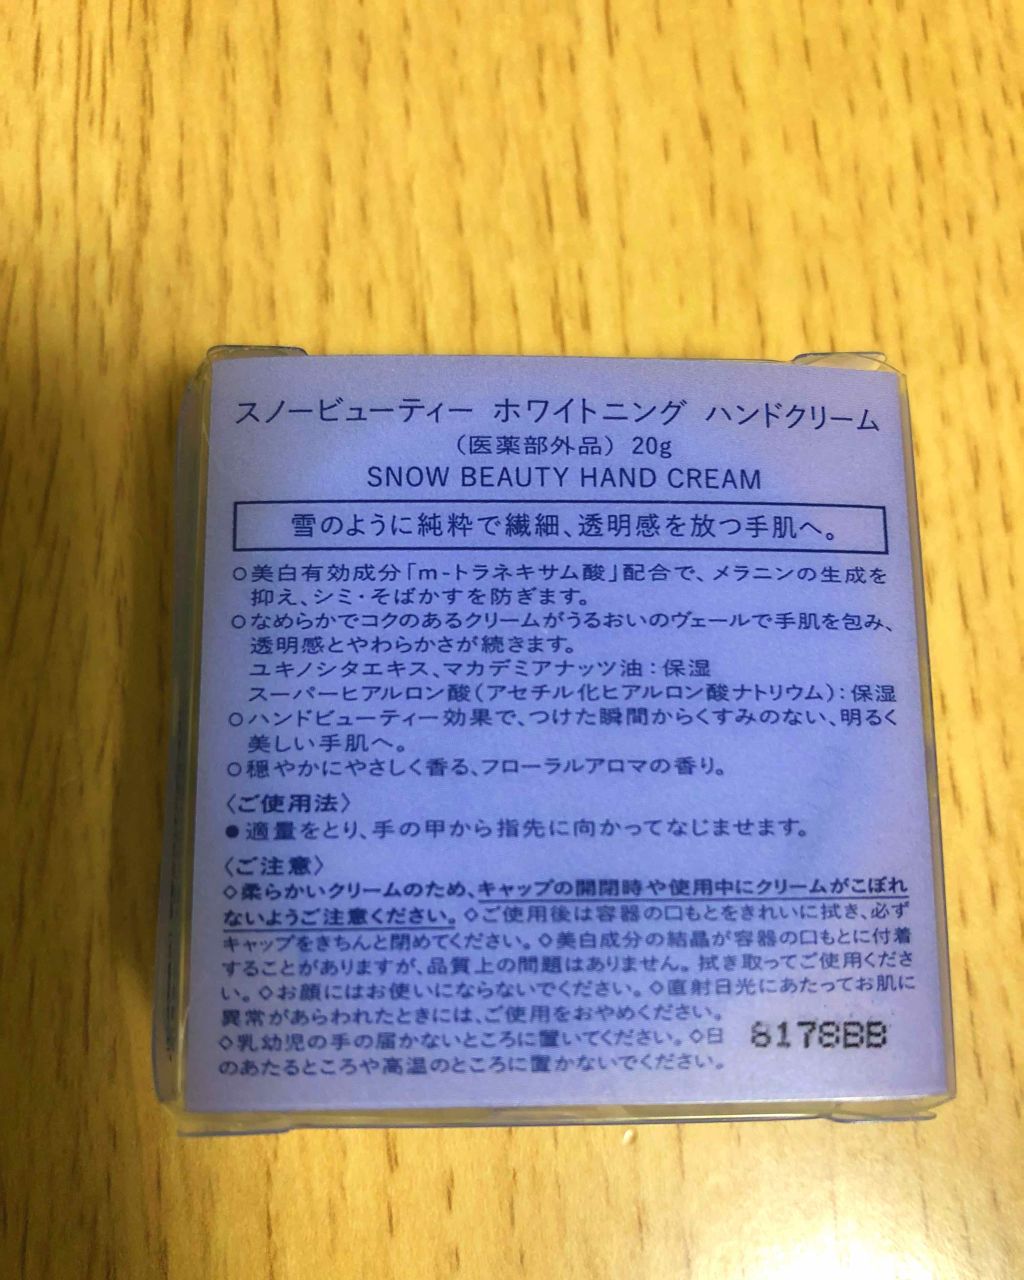 スノービューティー ホワイトニング ハンドクリーム
（医薬部外品）20g
SNOW BEAUTY HAND CREAM
雪のように純粋で繊細、透明感を放つ手肌へ。
○美白有効成分「m-トラネキサム酸」配合で、メラニンの生成を
抑え、シミ・そばかすを防ぎます。
○なめらかでコクのあるクリームがうるおいのヴェールで手肌を包み、
透明感とやわらかさが続きます。
ユキノシタエキス、マカデミアナッツ油：保湿
スーパーヒアルロン酸（アセチル化ヒアルロン酸ナトリウム）：保湿
○ハンドビューティー効果で、つけた瞬間からくすみのない、明るく
美しい手肌へ。
○穏やかにやさしく香る、フローラルアロマの香り。
〈ご使用法〉
●適量をとり、手の甲から指先に向かってなじませます。
〈ご注意〉
◇柔らかいクリームのため、キャップの開閉時や使用中にクリームがこぼれ
ないようご注意ください。◇ご使用後は容器の口もとをきれいに拭き、必ず
キャップをきちんと閉めてください。◇美白成分の結晶が容器の口もとに付着
することがありますが、品質上の問題はありません。拭き取ってご使用くださ
い。◇お顔にはお使いにならないでください。◇直射日光にあたってお肌に
異常があらわれたときには、ご使用をおやめください。
◇乳幼児の手の届かないところに置いてください。◇日
のあたるところや高温のところに置かないでください。
8178BB